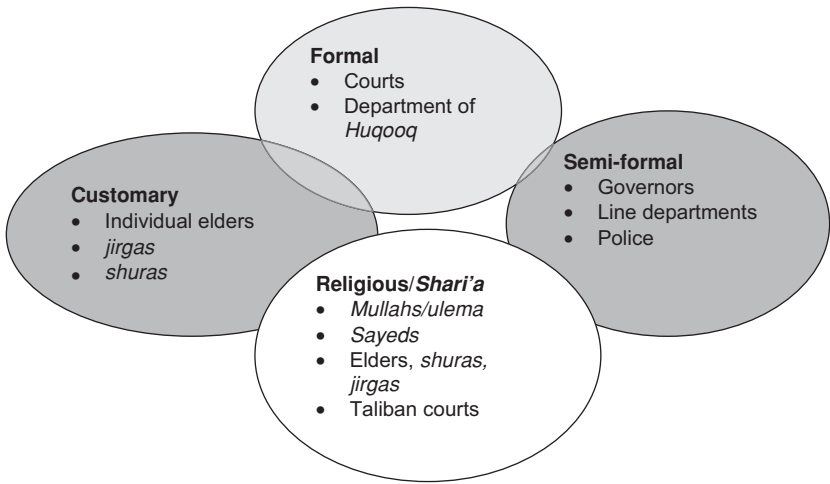 Formal
• Courts
• Department of
Huqooq
Customary
• Individual elders
• jirgas
• shuras
Semi-formal
• Governors
• Line departments
• Police
Religious/Shari’a
• Mullahs/ulema
• Sayeds
• Elders, shuras,
jirgas
• Taliban courts